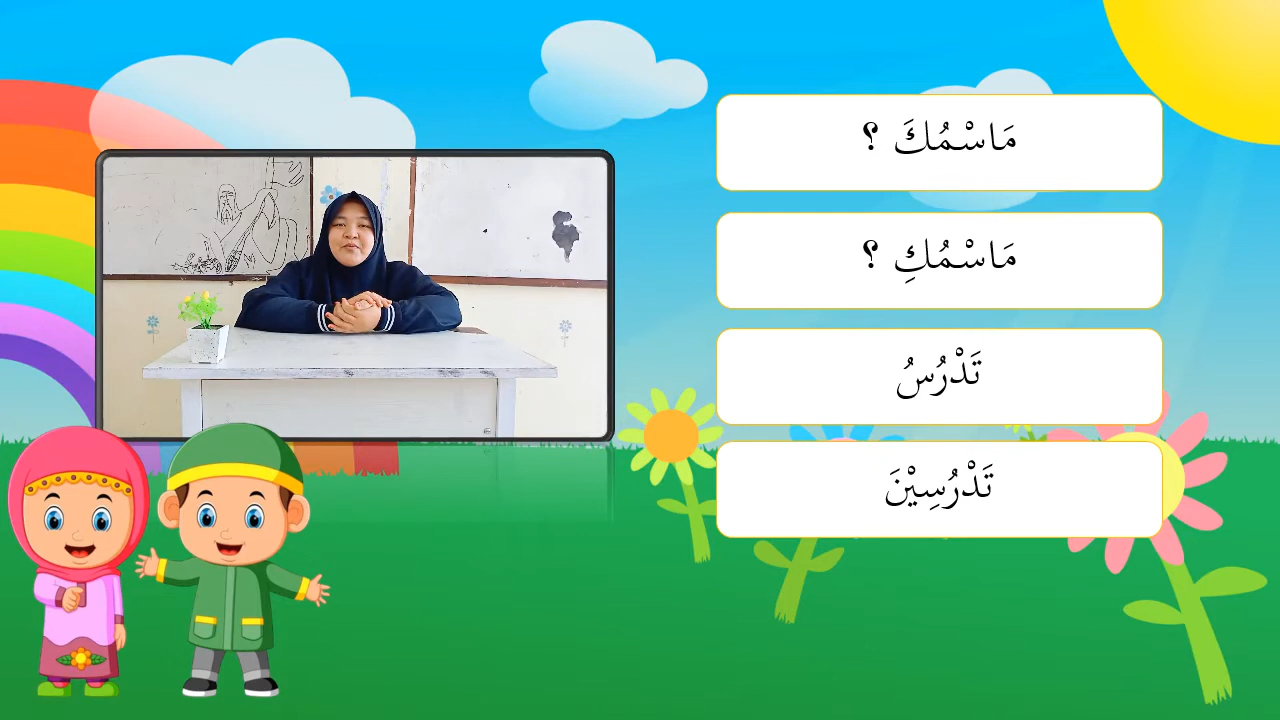 مَاسْمُكَ ؟
مَاسْمُكِ ؟
تَدْرُسُ
تَدْرُسِيْنَ